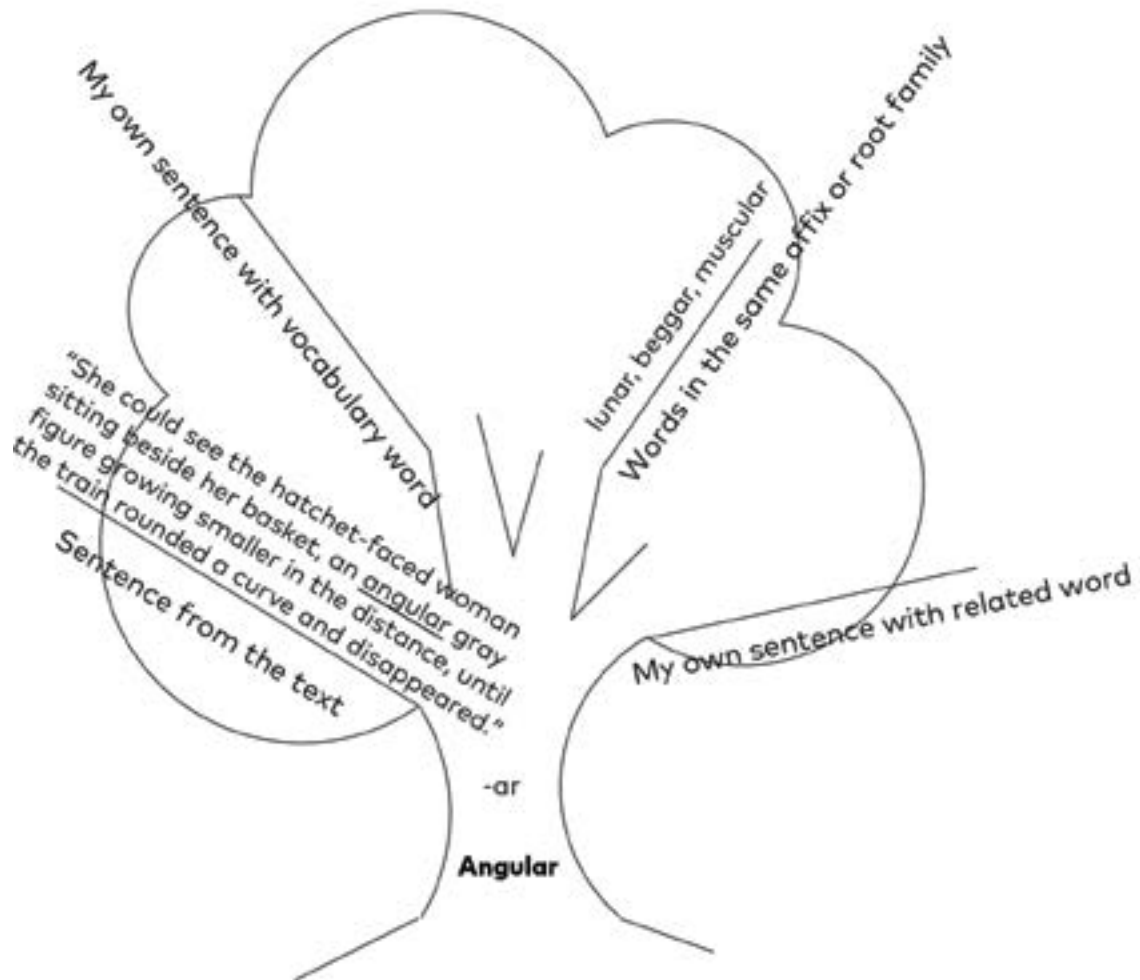 My own sentence with vocabulary word
lunar, beggar, muscular
Words in the same affix or root family
"She could see the hatchet-faced woman
sitting beside her basket, an angular gray
figure growing smaller in the distance, until
the train rounded a curve and disappeared."
Sentence from the text
My own sentence with related word
-ar
Angular